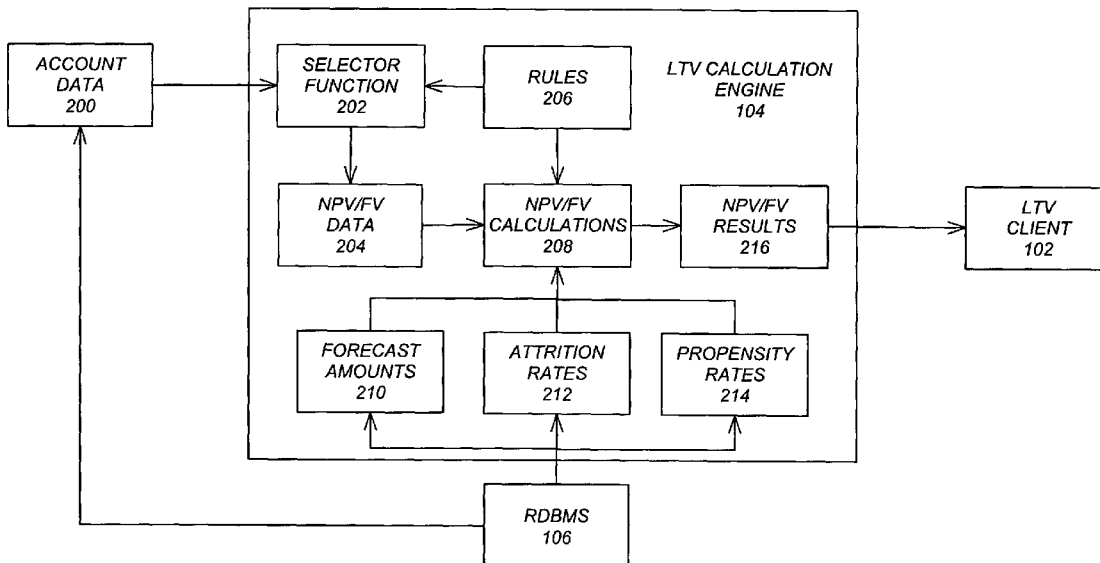 ACCOUNT
DATA
200
SELECTOR
FUNCTION
202
RULES
206
LTV CALCULATION
ENGINE
104
NPV/FV
DATA
204
NPV/FV
CALCULATIONS
208
NPV/FV
RESULTS
216
LTV
CLIENT
102
FORECAST
AMOUNTS
210
ATTRITION
RATES
212
PROPENSITY
RATES
214
RDBMS
106